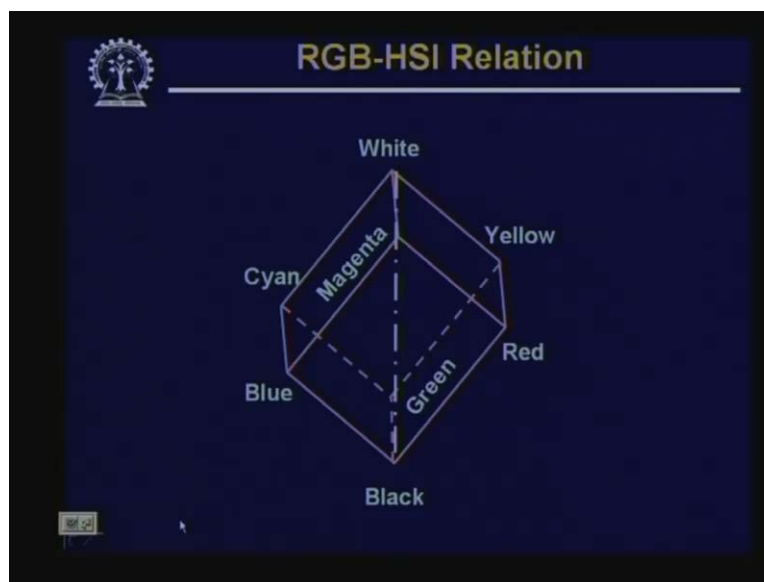 RGB-HSI Relation
White
Yellow
Magenta
Cyan
Red
Green
Blue
Black